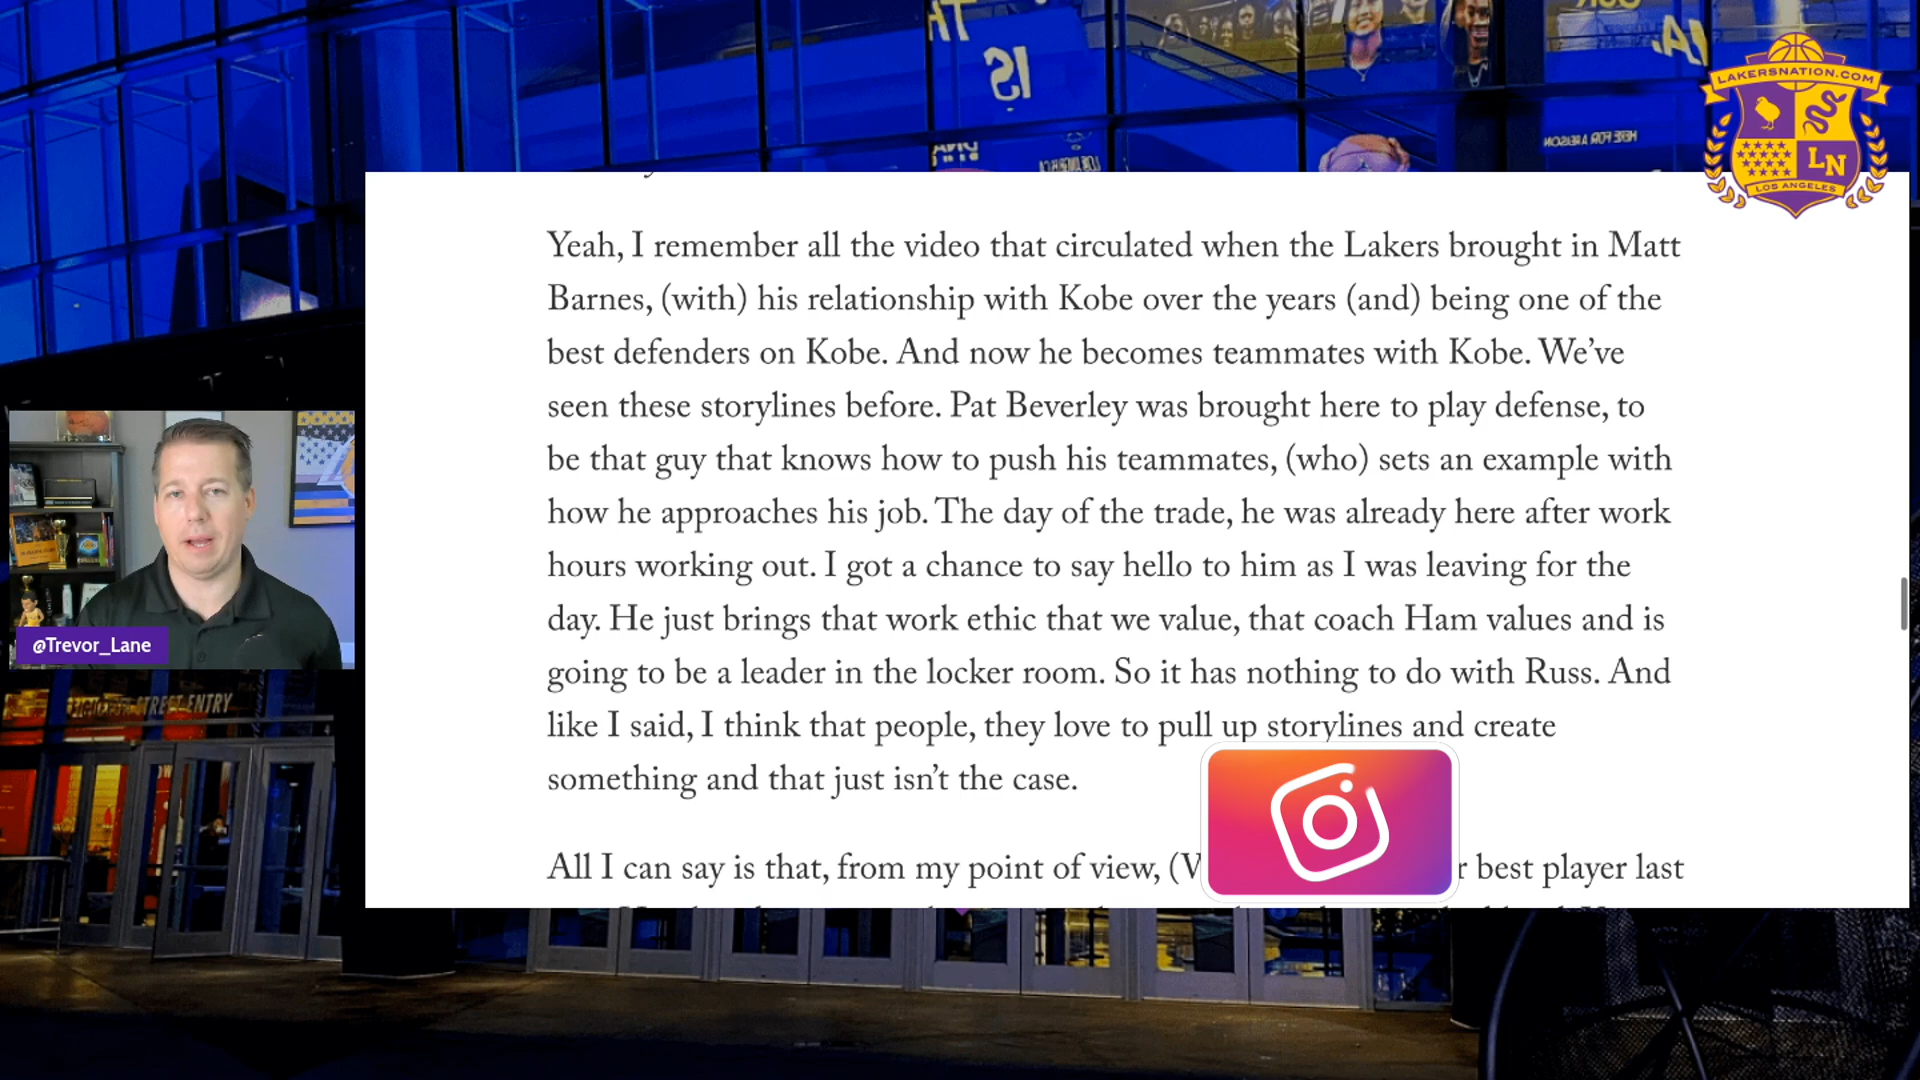 IS
HERE FOR A REASON
LAKERSNATION.COM
LN
LOS ANGELES
Yeah, I remember all the video that circulated when the Lakers brought in Matt
Barnes, (with) his relationship with Kobe over the years (and) being one of the
best defenders on Kobe. And now he becomes teammates with Kobe. We’ve
seen these storylines before. Pat Beverley was brought here to play defense, to
be that guy that knows how to push his teammates, (who) sets an example with
how he approaches his job. The day of the trade, he was already here after work
hours working out. I got a chance to say hello to him as I was leaving for the
day. He just brings that work ethic that we value, that coach Ham values and is
going to be a leader in the locker room. So it has nothing to do with Russ. And
like I said, I think that people, they love to pull up storylines and create
something and that just isn’t the case.
All I can say is that, from my point of view, (V
r best player last
@Trevor_Lane
STREET ENTRY